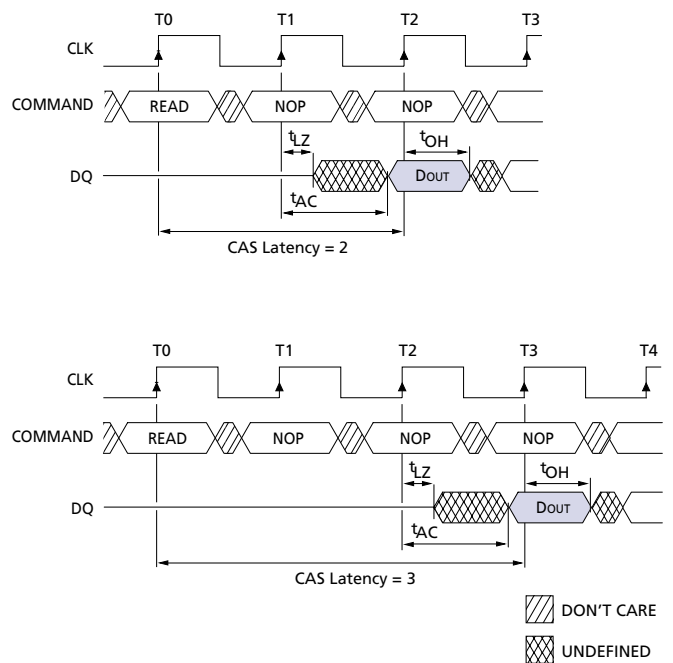 T0 T1 T2 T3
CLK
COMMAND READ NOP NOP
tLZ tOH
DQ DOUT
tAC
CAS Latency = 2
T0 T1 T2 T3 T4
CLK
COMMAND READ NOP NOP NOP
tLZ tOH
DQ DOUT
tAC
CAS Latency = 3
DON'T CARE
UNDEFINED